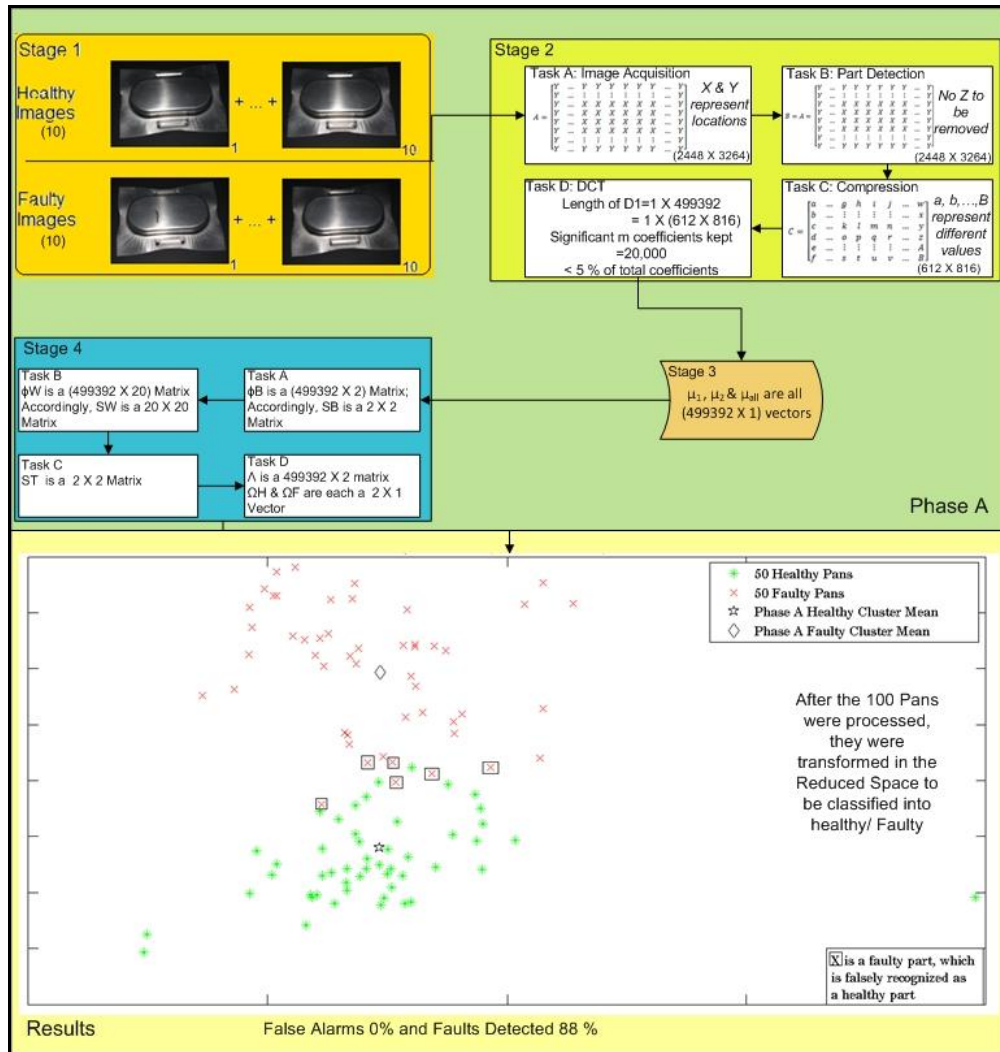 Stage 1
Healthy
Images
(10)
+ ... +
1
10
Faulty
Images
(10)
+ ... +
1
10
Stage 2
Task A: Image Acquisition
A =
X & Y
represent
locations
(2448 X 3264)
Task B: Part Detection
B = A =
No Z to
be
removed
(2448 X 3264)
Task D: DCT
Length of D1=1 X 499392
= 1 X (612 X 816)
Significant m coefficients kept
=20,000
< 5 % of total coefficients
Task C: Compression
C =
a ... g h i j ... w
b ... ⁞ ⁞ ⁞ ⁞ ... x
c ... k l m n ... y
d ... o p q r ... z
e ... ⁞ ⁞ ⁞ ⁞ ... A
f ... s t u v ... B
a, b,...,B
represent
different
values
(612 X 816)
Stage 4
Task B
ϕW is a (499392 X 20) Matrix
Accordingly, SW is a 20 X 20
Matrix
Task A
ϕB is a (499392 X 2) Matrix;
Accordingly, SB is a 2 X 2
Matrix
Task C
ST is a 2 X 2 Matrix
Task D
Λ is a 499392 X 2 matrix
ΩH & ΩF are each a 2 X 1
Vector
Stage 3
μ1, μ2 & μall are all
(499392 X 1) vectors
Phase A
50 Healthy Pans
50 Faulty Pans
Phase A Healthy Cluster Mean
Phase A Faulty Cluster Mean
After the 100 Pans
were processed,
they were
transformed in the
Reduced Space to
be classified into
healthy/ Faulty
X is a faulty part, which
is falsely recognized as
a healthy part
Results
False Alarms 0% and Faults Detected 88 %